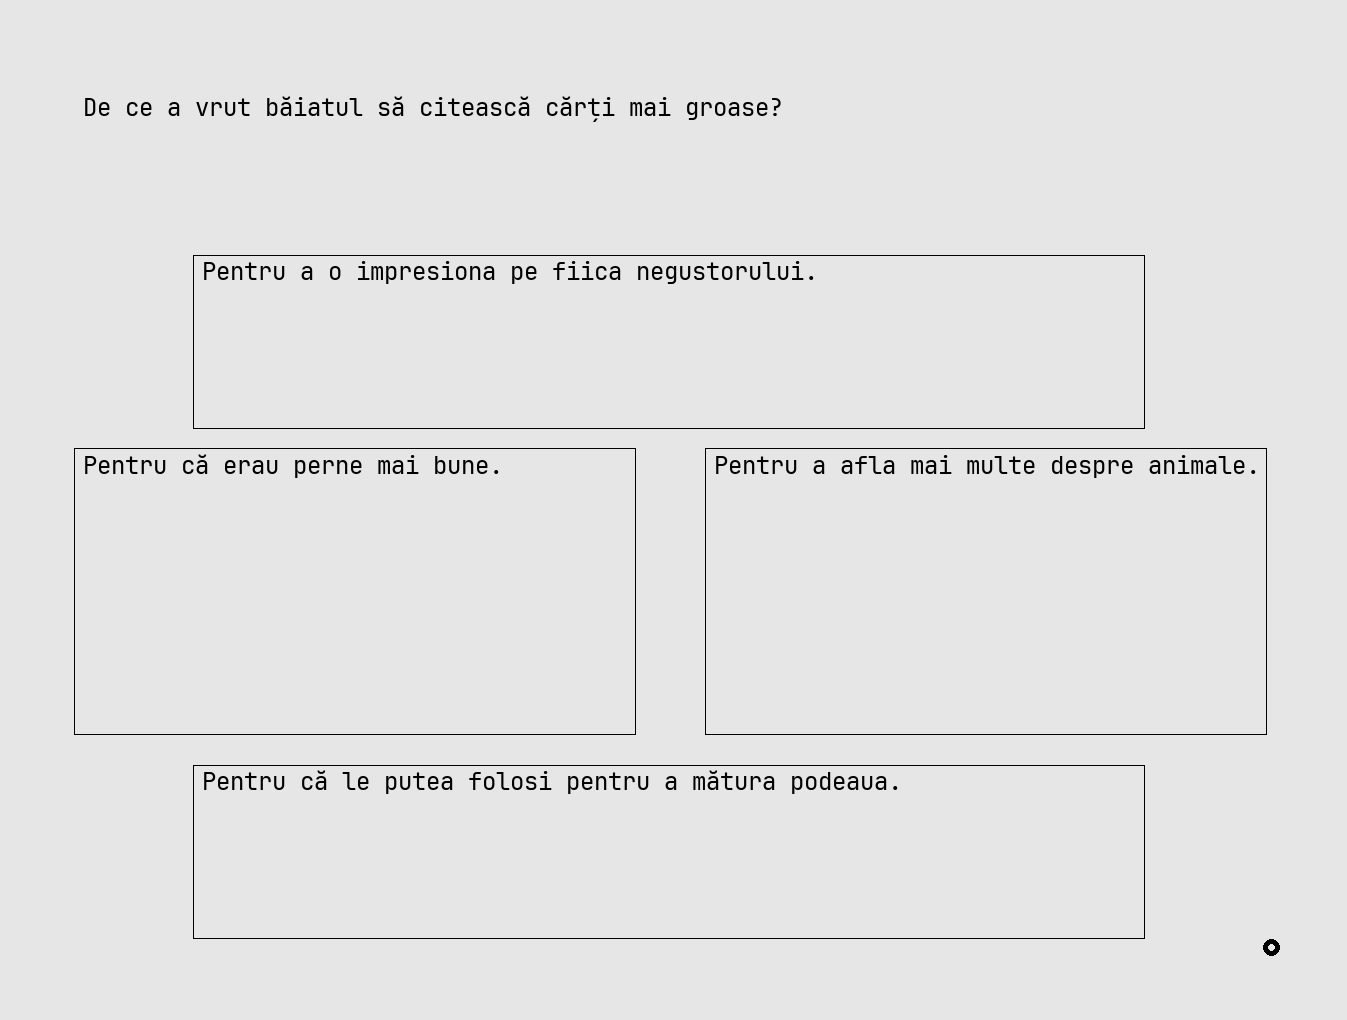 De ce a vrut băiatul să citească cărți mai groase?
Pentru a o impresiona pe fiica negustorului.
Pentru că erau perne mai bune.
Pentru a afla mai multe despre animale.
Pentru că le putea folosi pentru a mătura podeaua.